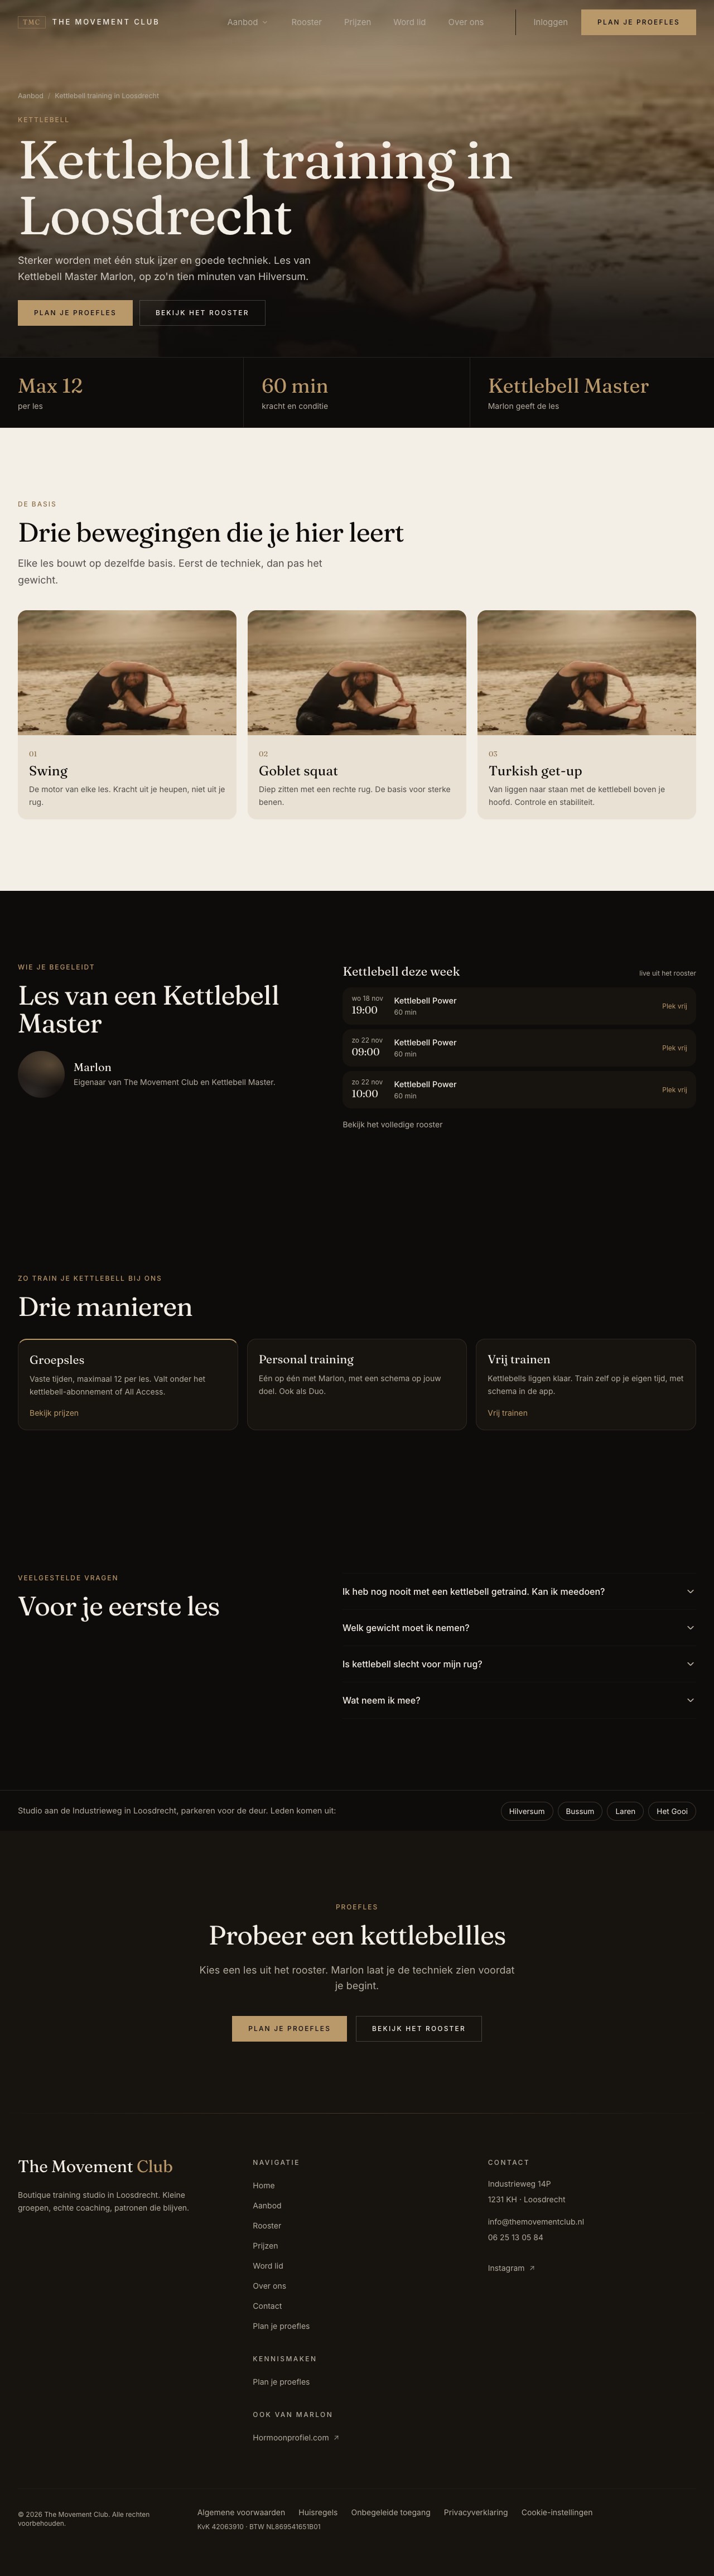 TMC THE MOVEMENT CLUB
Aanbod
Rooster
Prijzen
Word lid
Over ons
Inloggen
PLAN JE PROEFLES
Aanbod / Kettlebell training in Loosdrecht
KETTLEBELL
Kettlebell training in
Loosdrecht
Sterker worden met één stuk ijzer en goede techniek. Les van
Kettlebell Master Marlon, op zo'n tien minuten van Hilversum.
PLAN JE PROEFLES
BEKIJK HET ROOSTER
Max 12
per les
60 min
kracht en conditie
Kettlebell Master
Marlon geeft de les
DE BASIS
Drie bewegingen die je hier leert
Elke les bouwt op dezelfde basis. Eerst de techniek, dan pas het
gewicht.
01
Swing
De motor van elke les. Kracht uit je heupen, niet uit je
rug.
02
Goblet squat
Diep zitten met een rechte rug. De basis voor sterke
benen.
03
Turkish get-up
Van liggen naar staan met de kettlebell boven je
hoofd. Controle en stabiliteit.
WIE JE BEGELEIDT
Les van een Kettlebell
Master
Marlon
Eigenaar van The Movement Club en Kettlebell Master.
Kettlebell deze week
live uit het rooster
wo 18 nov
19:00
Kettlebell Power
60 min
Plek vrij
zo 22 nov
09:00
Kettlebell Power
60 min
Plek vrij
zo 22 nov
10:00
Kettlebell Power
60 min
Plek vrij
Bekijk het volledige rooster
ZO TRAIN JE KETTLEBELL BIJ ONS
Drie manieren
Groepsles
Vaste tijden, maximaal 12 per les. Valt onder het
kettlebell-abonnement of All Access.
Bekijk prijzen
Personal training
Eén op één met Marlon, met een schema op jouw
doel. Ook als Duo.
Vrij trainen
Kettlebells liggen klaar. Train zelf op je eigen tijd, met
schema in de app.
Vrij trainen
VEELGESTELDE VRAGEN
Voor je eerste les
Ik heb nog nooit met een kettlebell getraind. Kan ik meedoen?
Welk gewicht moet ik nemen?
Is kettlebell slecht voor mijn rug?
Wat neem ik mee?
Studio aan de Industrieweg in Loosdrecht, parkeren voor de deur. Leden komen uit:
Hilversum
Bussum
Laren
Het Gooi
PROEFLES
Probeer een kettlebellles
Kies een les uit het rooster. Marlon laat je de techniek zien voordat
je begint.
PLAN JE PROEFLES
BEKIJK HET ROOSTER
The Movement Club
Boutique training studio in Loosdrecht. Kleine
groepen, echte coaching, patronen die blijven.
NAVIGATIE
Home
Aanbod
Rooster
Prijzen
Word lid
Over ons
Contact
Plan je proefles
KENNISMAKEN
Plan je proefles
OOK VAN MARLON
Hormoonprofiel.com ↗
CONTACT
Industrieweg 14P
1231 KH · Loosdrecht
info@themovementclub.nl
06 25 13 05 84
Instagram ↗
© 2026 The Movement Club. Alle rechten
voorbehouden.
Algemene voorwaarden
Huisregels
Onbegeleide toegang
Privacyverklaring
Cookie-instellingen
KvK 42063910 · BTW NL869541651B01